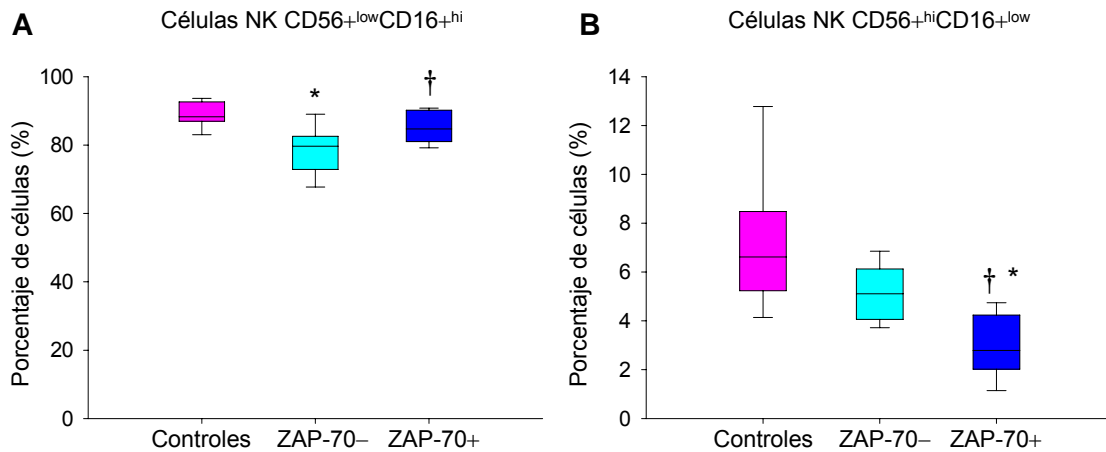 A
Células NK CD56+lowCD16+hi
Porcentaje de células (%)
100
80
60
40
20
0
*
†
Controles ZAP-70– ZAP-70+
B
Células NK CD56+hiCD16+low
Porcentaje de células (%)
14
12
10
8
6
4
2
0
† *
Controles ZAP-70– ZAP-70+